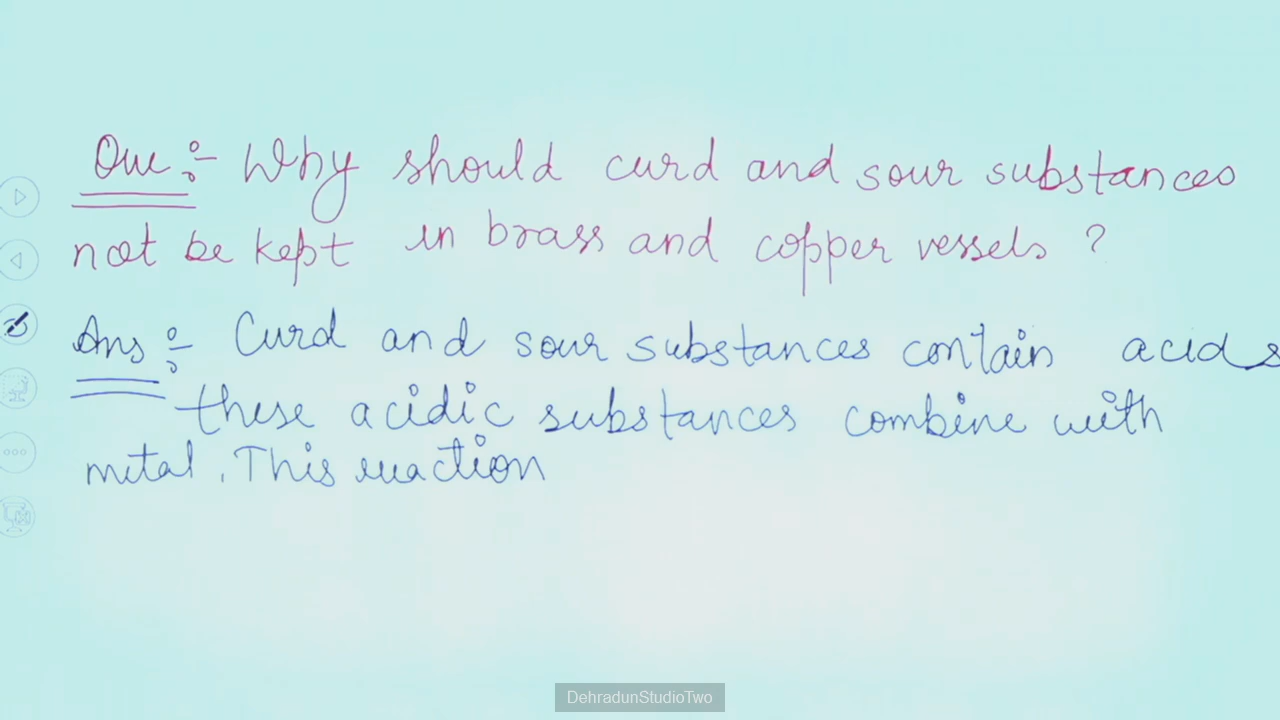 Que :- Why should curd and sour substances
not be kept in brass and copper vessels ?
Ans :- Curd and sour substances contain acids
these acidic substances combine with
metal. This reaction
DehradunStudioTwo